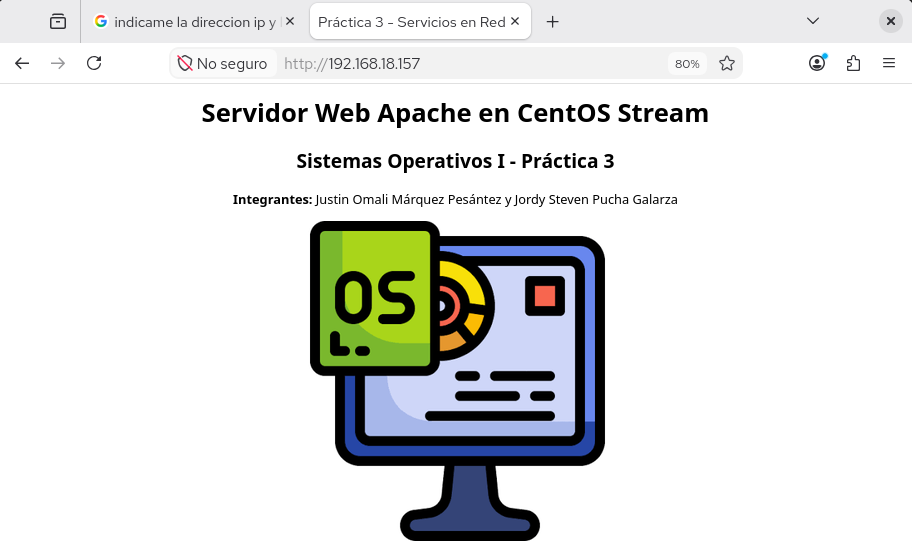 indicame la direccion ip y
Práctica 3 - Servicios en Red
No seguro
http://192.168.18.157
80%
Servidor Web Apache en CentOS Stream
Sistemas Operativos I - Práctica 3
Integrantes: Justin Omali Márquez Pesántez y Jordy Steven Pucha Galarza
OS